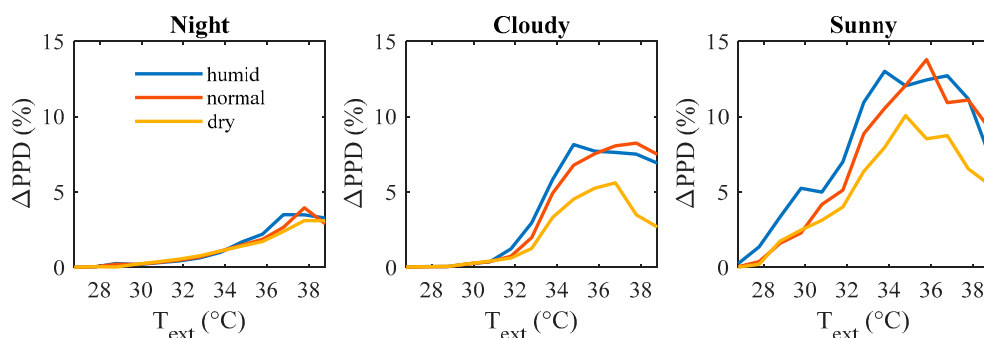 Night
15
10
5
0
ΔPPD (%)
humid
normal
dry
28 30 32 34 36 38
T_ext (°C)
Cloudy
15
10
5
0
ΔPPD (%)
28 30 32 34 36 38
T_ext (°C)
Sunny
15
10
5
0
ΔPPD (%)
28 30 32 34 36 38
T_ext (°C)